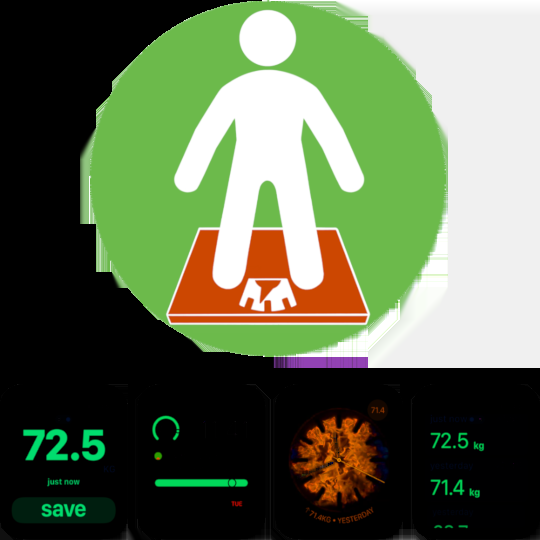 72.5
just now
save
TUE
71.4
71.4KG • YESTERDAY
72.5 kg
71.4 kg